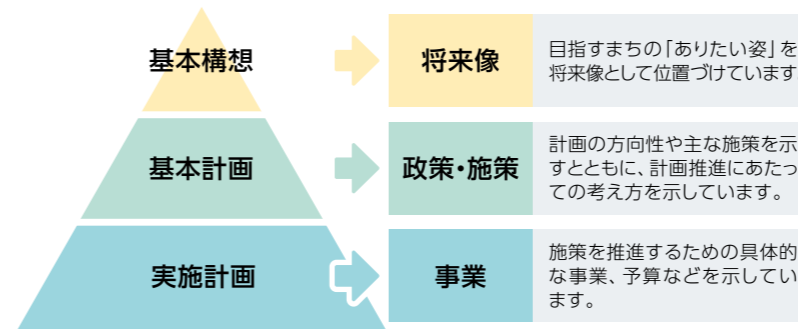 基本構想
将来像
目指すまちの「ありたい姿」を
将来像として位置づけています
基本計画
政策・施策
計画の方向性や主な施策を示
すとともに、計画推進にあたっ
ての考え方を示しています。
実施計画
事業
施策を推進するための具体的
な事業、予算などを示してい
ます。